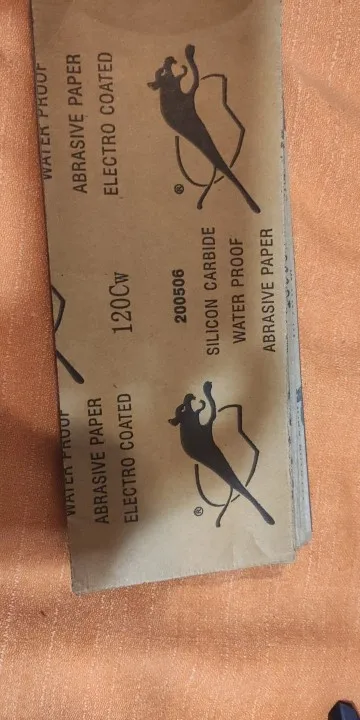 WATER PROOF
ABRASIVE PAPER
ELECTRO COATED
®
120Cw
200506
SILICON CARBIDE
WATER PROOF
ABRASIVE PAPER
WATER PROOF
ABRASIVE PAPER
ELECTRO COATED
®